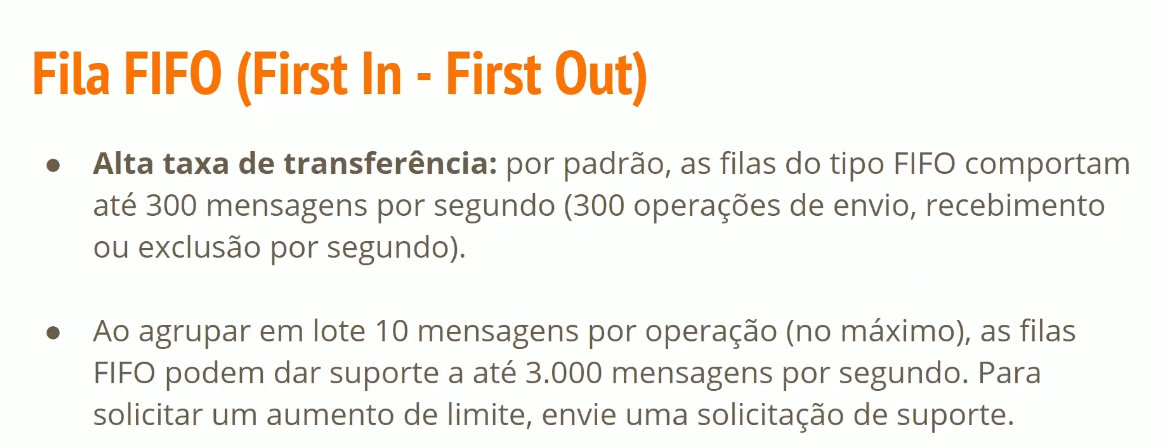 Fila FIFO (First In - First Out)
● Alta taxa de transferência: por padrão, as filas do tipo FIFO comportam
até 300 mensagens por segundo (300 operações de envio, recebimento
ou exclusão por segundo).
● Ao agrupar em lote 10 mensagens por operação (no máximo), as filas
FIFO podem dar suporte a até 3.000 mensagens por segundo. Para
solicitar um aumento de limite, envie uma solicitação de suporte.